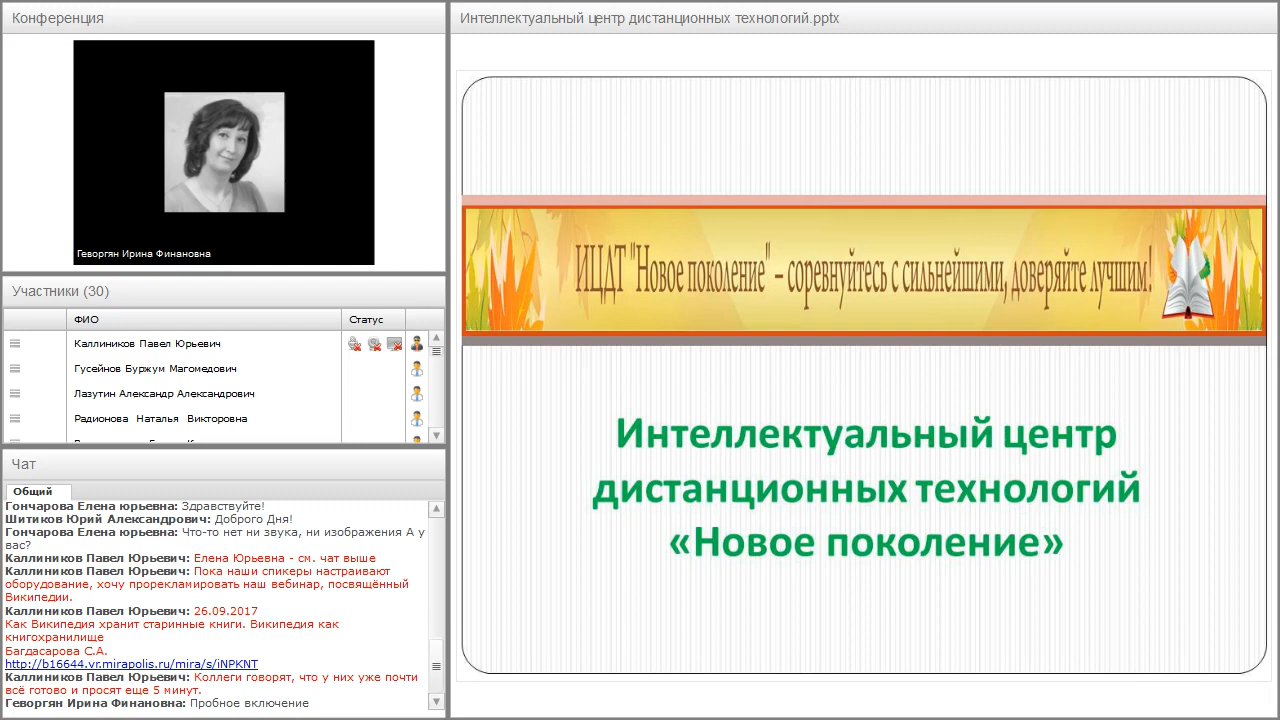 Конференция
Геворгян Ирина Финановна
Участники (30)
ФИО Статус
Каллиников Павел Юрьевич
Гусейнов Буржум Магомедович
Лазутин Александр Александрович
Радионова Наталья Викторовна
Чат
Общий
Гончарова Елена юрьевна: Здравствуйте!
Шитиков Юрий Александрович: Доброго Дня!
Гончарова Елена юрьевна: Что-то нет ни звука, ни изображения А у
вас?
Каллиников Павел Юрьевич: Елена Юрьевна - см. чат выше
Каллиников Павел Юрьевич: Пока наши спикеры настраивают
оборудование, хочу прорекламировать наш вебинар, посвящённый
Википедии.
Каллиников Павел Юрьевич: 26.09.2017
Как Википедия хранит старинные книги. Википедия как
книгохранилище
Багдасарова С.А.
http://b16644.vr.mirapolis.ru/mira/s/iNPKNT
Каллиников Павел Юрьевич: Коллеги говорят, что у них уже почти
всё готово и просят еще 5 минут.
Геворгян Ирина Финановна: Пробное включение
Интеллектуальный центр дистанционных технологий.pptx
ИЦДТ "Новое поколение" – соревнуйтесь с сильнейшими, доверяйте лучшим!
Интеллектуальный центр
дистанционных технологий
«Новое поколение»